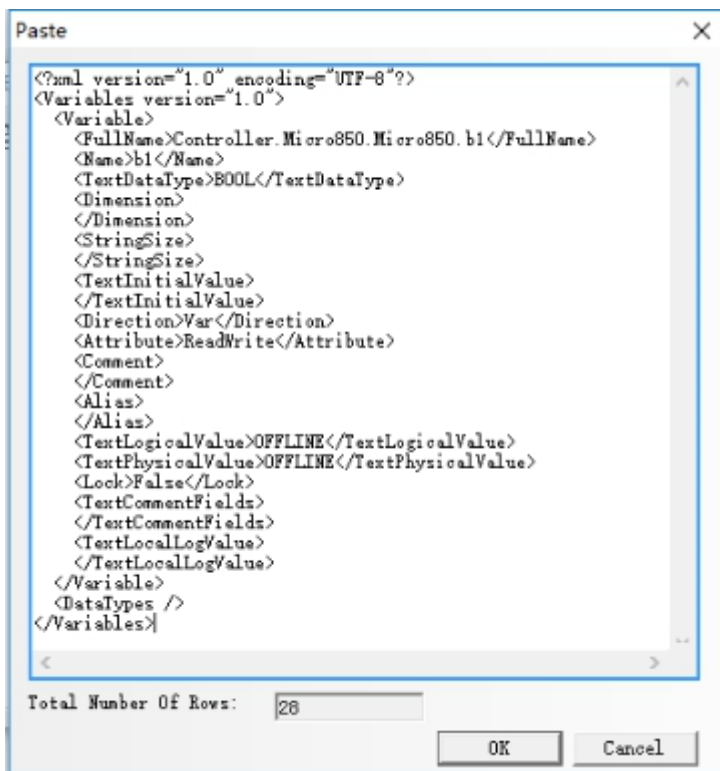 Paste
<?xml version="1.0" encoding="UTF-8"?>
<Variables version="1.0">
<Variable>
<FullName>Controller.Micro850.Micro850.b1</FullName>
<Name>b1</Name>
<TextDataType>BOOL</TextDataType>
<Dimension>
</Dimension>
<StringSize>
</StringSize>
<TextInitialValue>
</TextInitialValue>
<Direction>Var</Direction>
<Attribute>ReadWrite</Attribute>
<Comment>
</Comment>
<Alias>
</Alias>
<TextLogicalValue>OFFLINE</TextLogicalValue>
<TextPhysicalValue>OFFLINE</TextPhysicalValue>
<Lock>False</Lock>
<TextCommentFields>
</TextCommentFields>
<TextLocalLogValue>
</TextLocalLogValue>
</Variable>
<DataTypes />
</Variables>
Total Number Of Rows: 28
OK Cancel